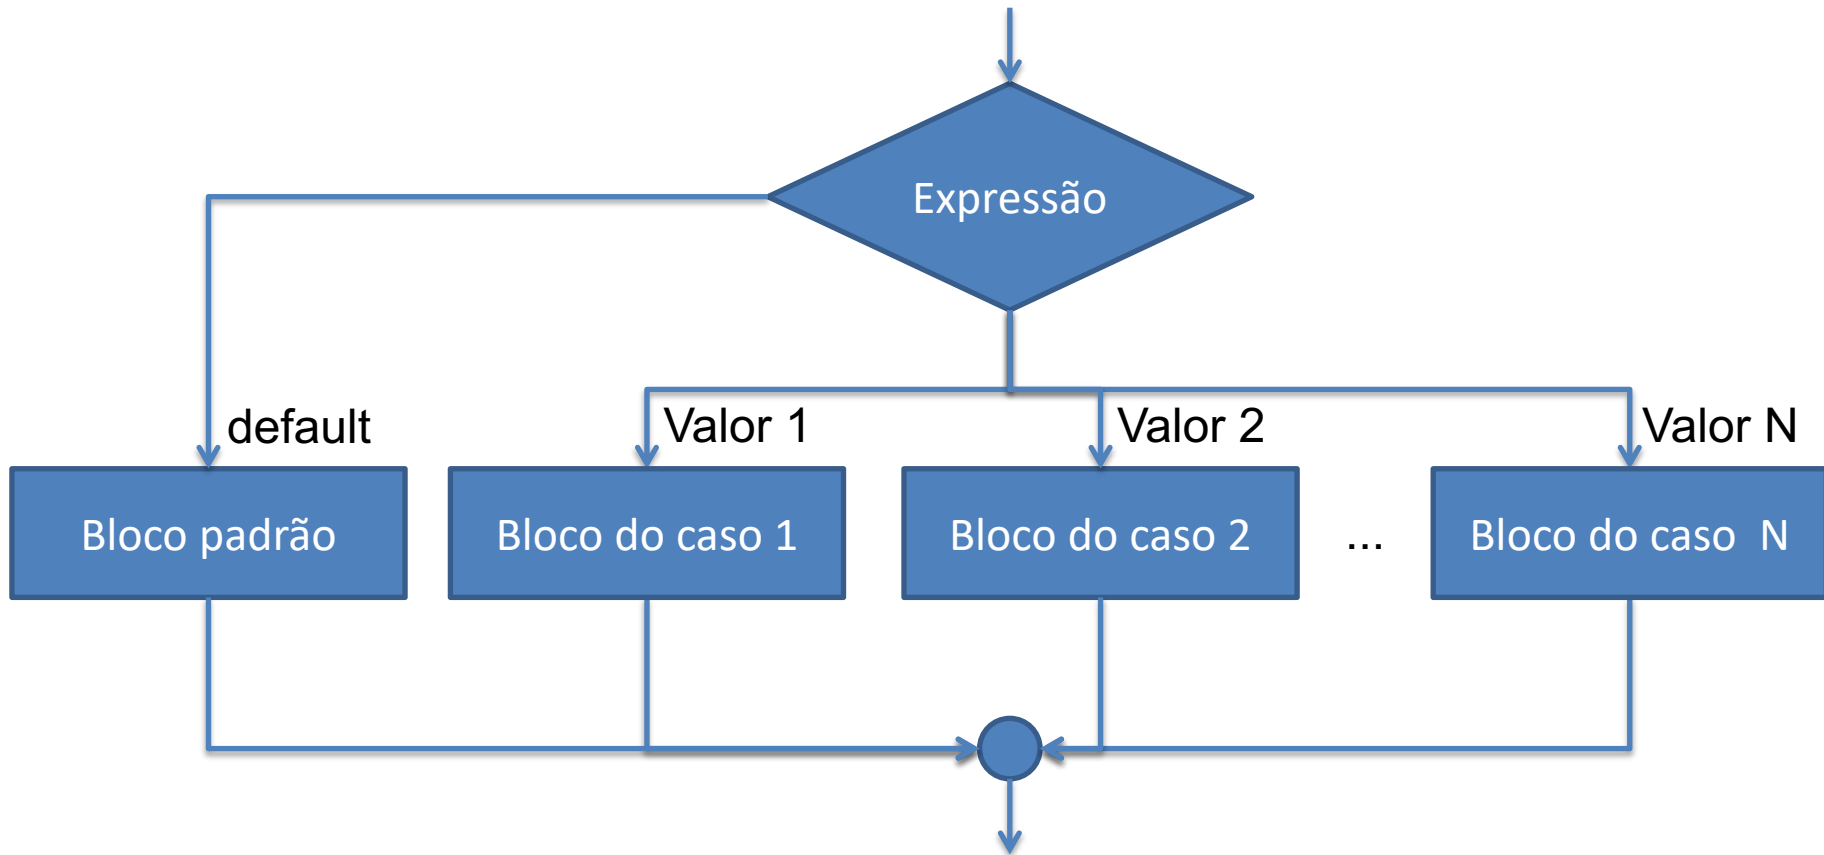 Expressão
default
Valor 1
Valor 2
Valor N
Bloco padrão
Bloco do caso 1
Bloco do caso 2
...
Bloco do caso  N